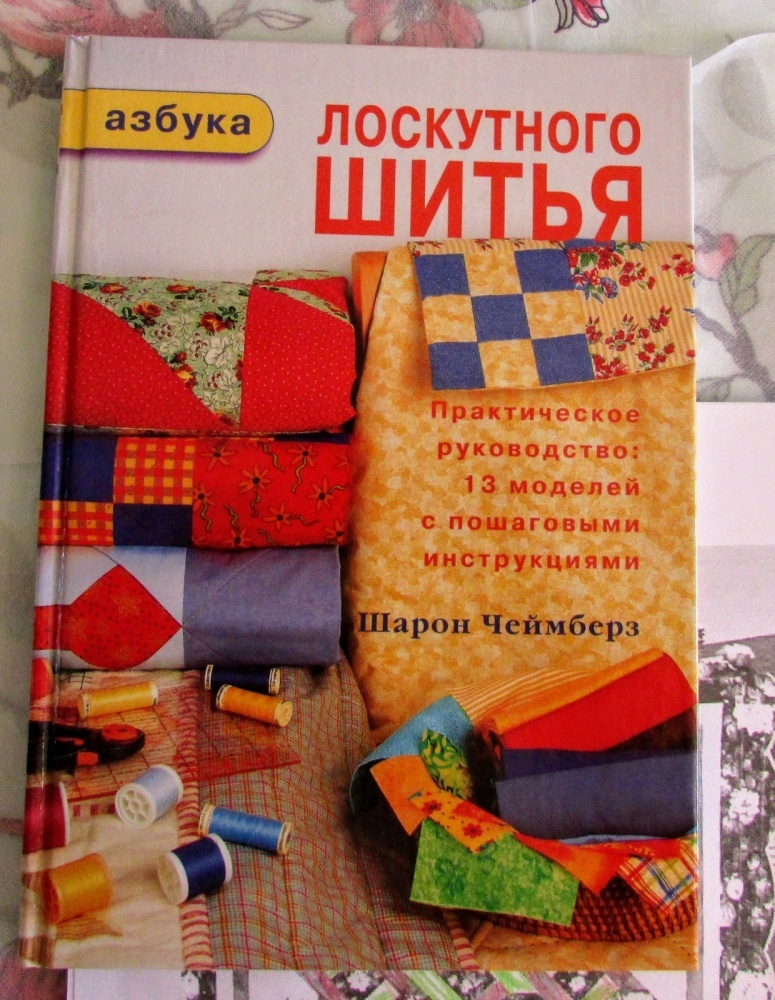 азбука
ЛОСКУТНОГО
ШИТЬЯ
Практическое
руководство:
13 моделей
с пошаговыми
инструкциями
Шарон Чеймберз